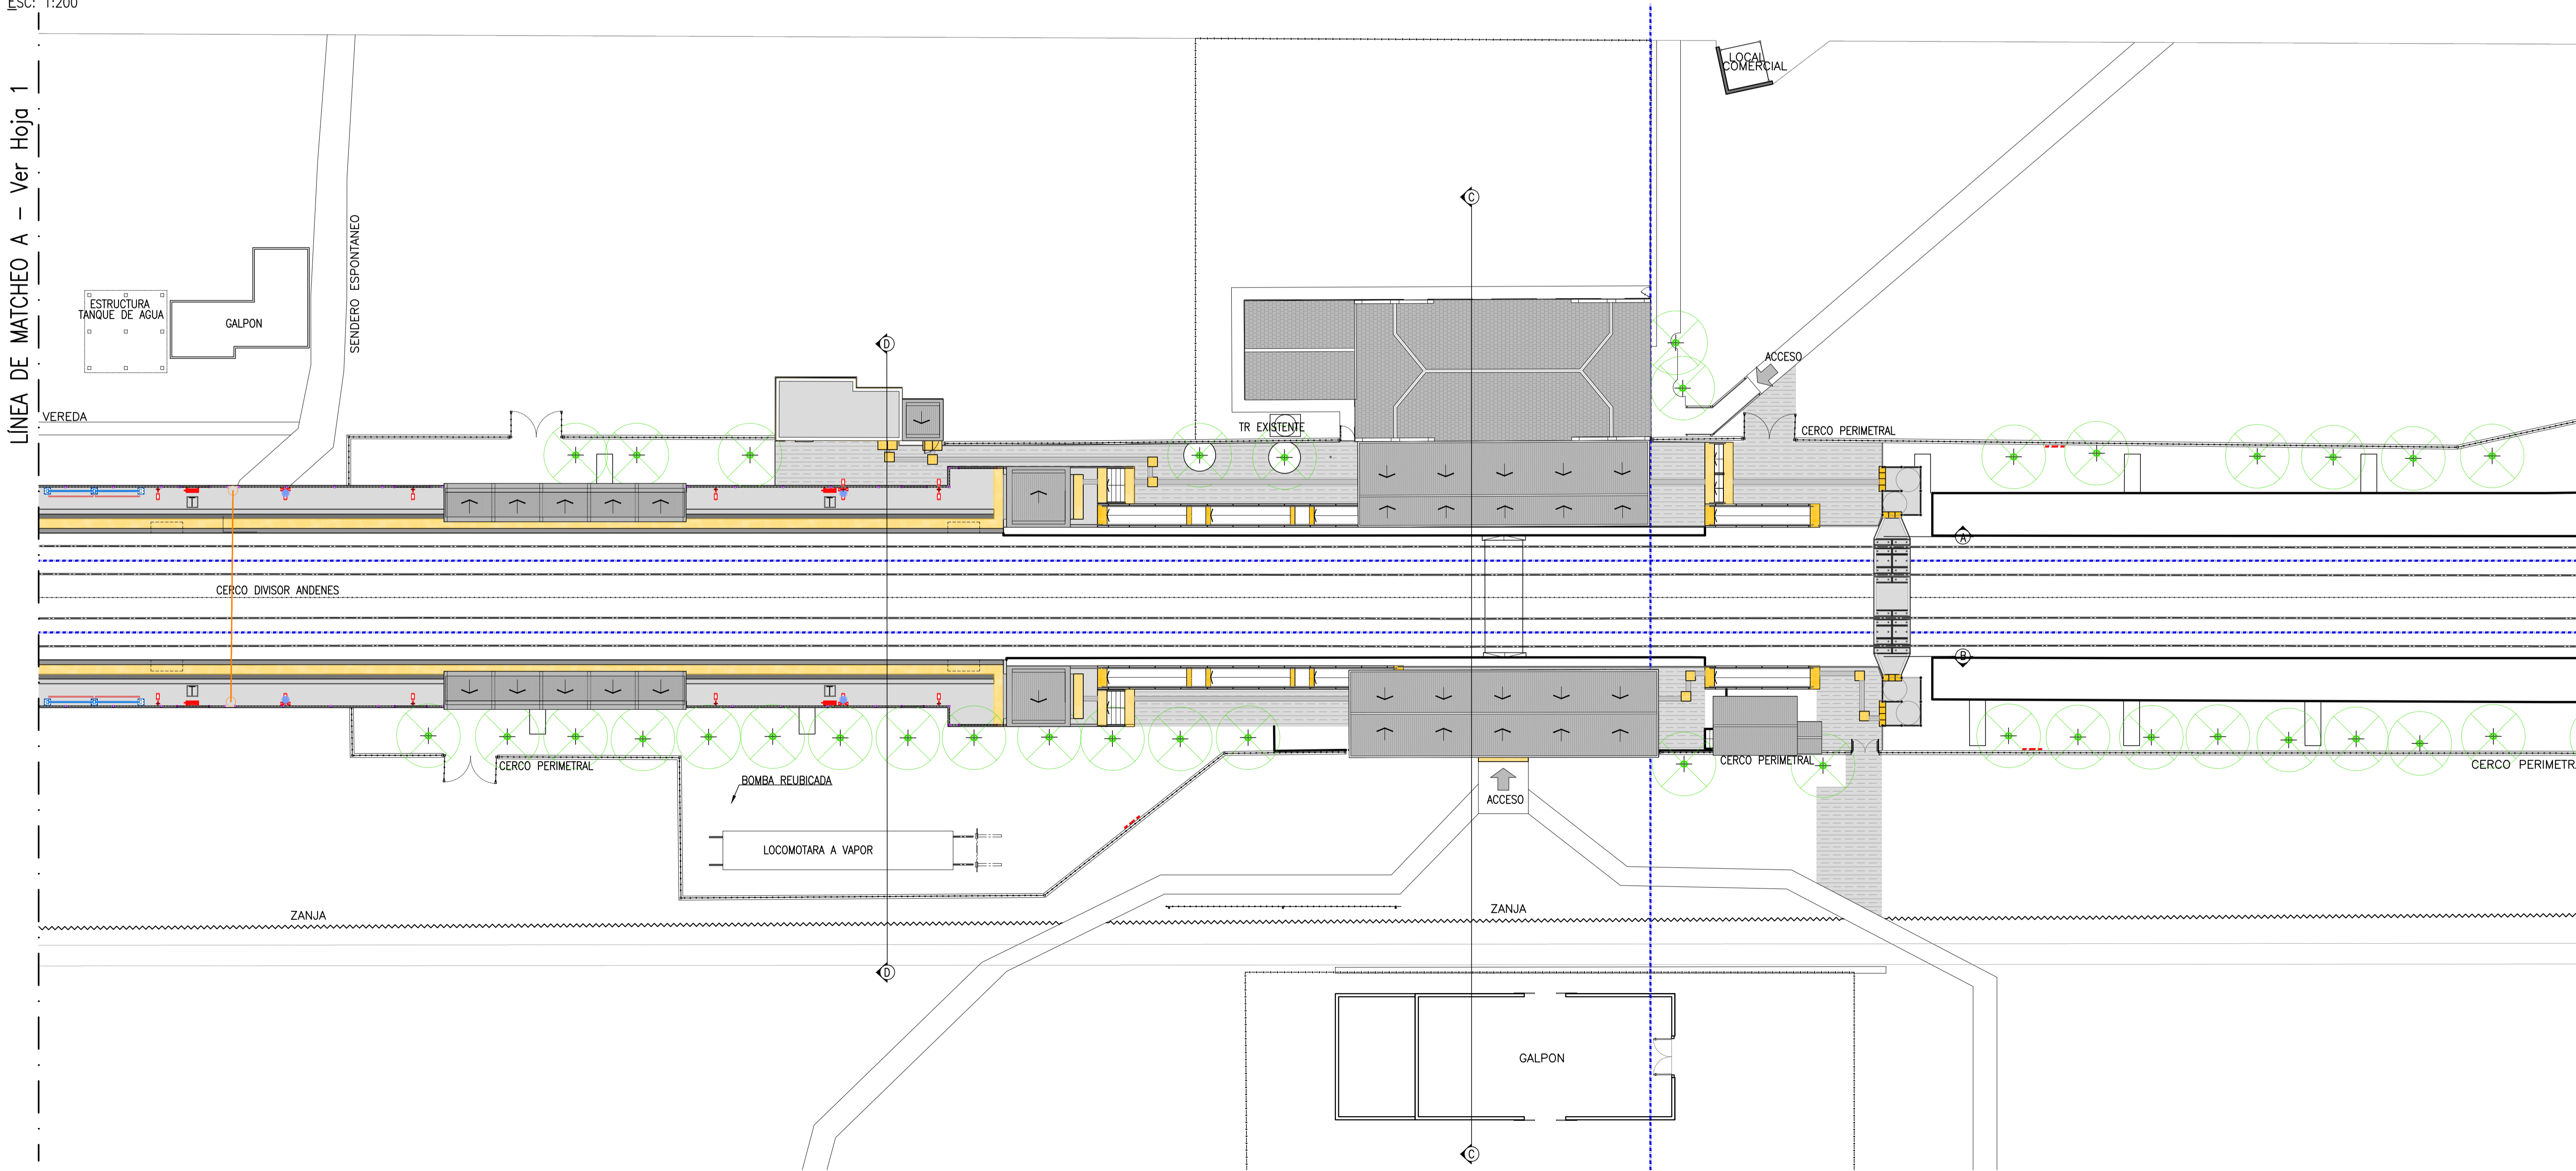 ESC: 1:200
LÍNEA DE MATCHEO A – Ver Hoja 1
LOCAL
COMERCIAL
SENDERO ESPONTANEO
ESTRUCTURA
TANQUE DE AGUA
GALPON
VEREDA
C
D
ACCESO
TR EXISTENTE
CERCO PERIMETRAL
T
T
A
CERCO DIVISOR ANDENES
B
T
T
CERCO PERIMETRAL
CERCO PERIMETRAL
CERCO PERIMETRA
BOMBA REUBICADA
ACCESO
LOCOMOTARA A VAPOR
ZANJA
ZANJA
D
GALPON
C